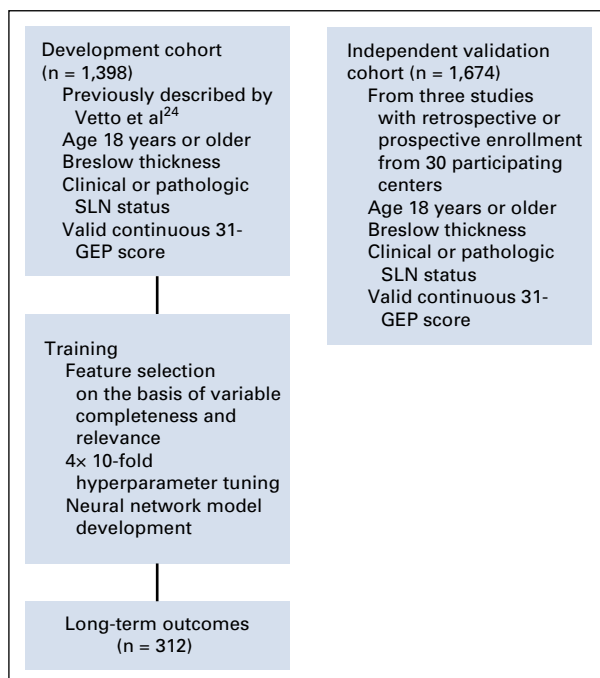 Development cohort
(n = 1,398)
Previously described by
Vetto et al24
Age 18 years or older
Breslow thickness
Clinical or pathologic
SLN status
Valid continuous 31-
GEP score
Independent validation
cohort (n = 1,674)
From three studies
with retrospective or
prospective enrollment
from 30 participating
centers
Age 18 years or older
Breslow thickness
Clinical or pathologic
SLN status
Valid continuous 31-
GEP score
Training
Feature selection
on the basis of variable
completeness and
relevance
4× 10-fold
hyperparameter tuning
Neural network model
development
Long-term outcomes
(n = 312)